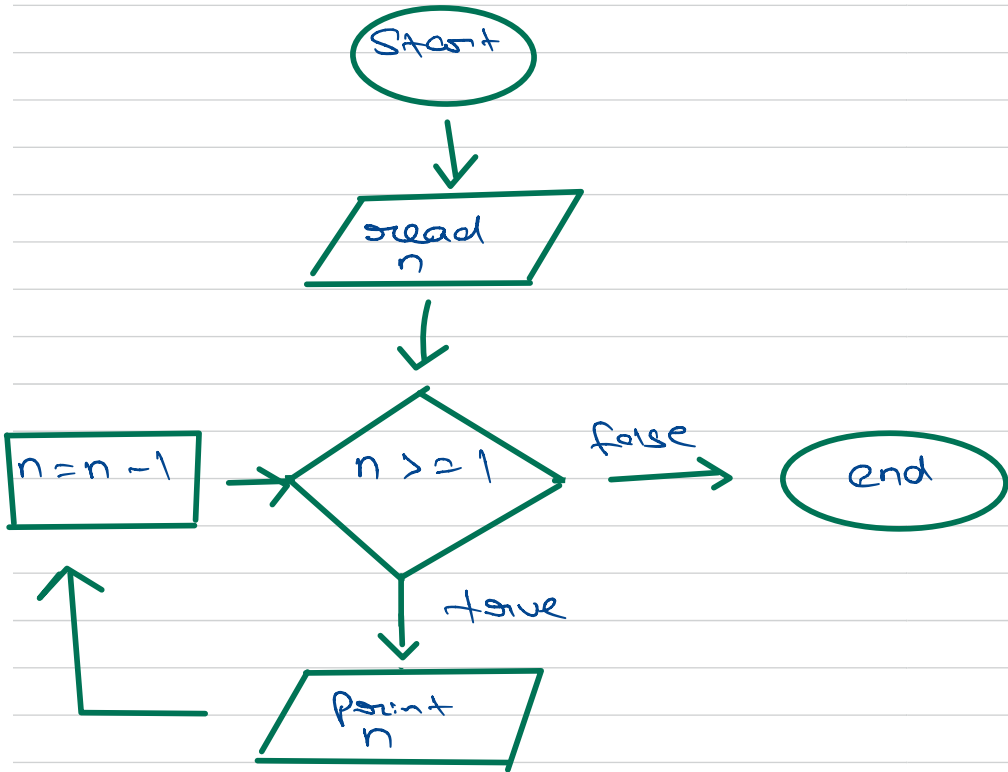 Start
read
n
n = n - 1
n >= 1
false
end
true
Print
n